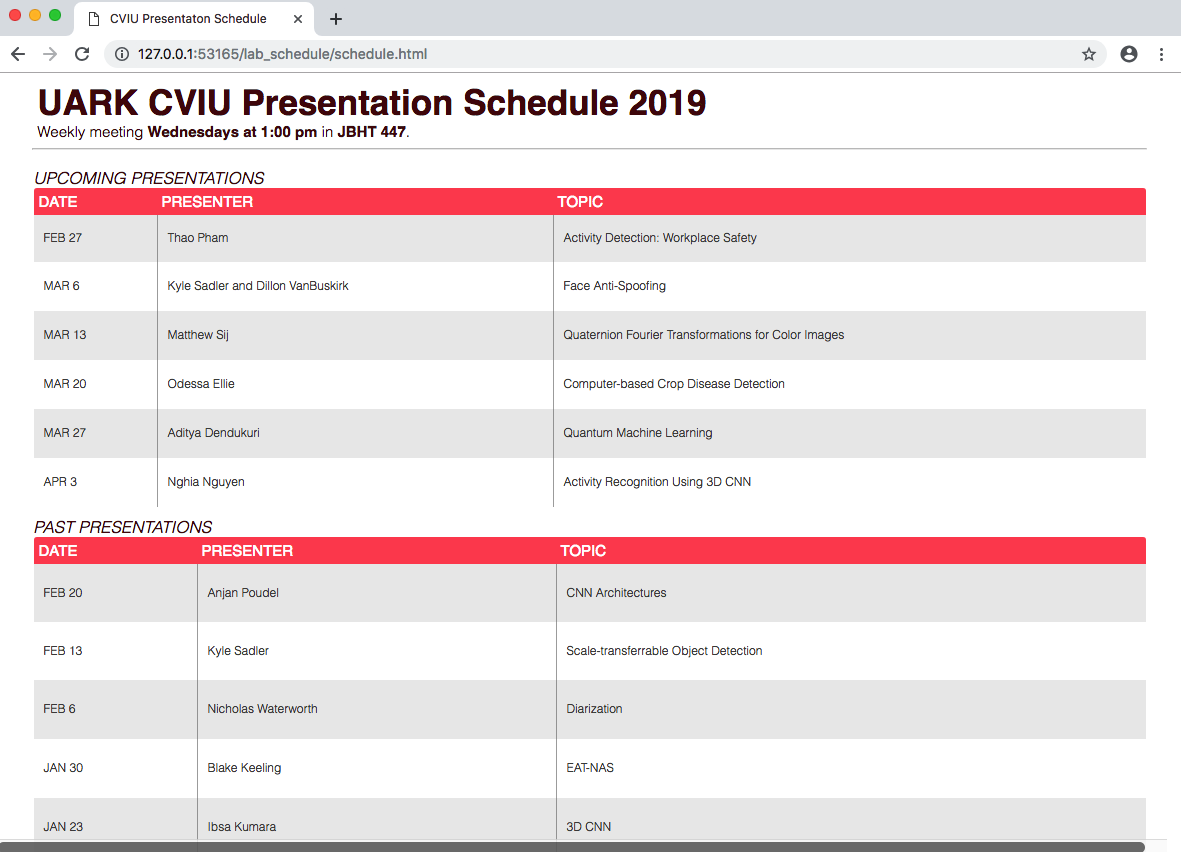 CVIU Presentaton Schedule
127.0.0.1:53165/lab_schedule/schedule.html
UARK CVIU Presentation Schedule 2019
Weekly meeting Wednesdays at 1:00 pm in JBHT 447.
UPCOMING PRESENTATIONS
DATE PRESENTER TOPIC
FEB 27 Thao Pham Activity Detection: Workplace Safety
MAR 6 Kyle Sadler and Dillon VanBuskirk Face Anti-Spoofing
MAR 13 Matthew Sij Quaternion Fourier Transformations for Color Images
MAR 20 Odessa Ellie Computer-based Crop Disease Detection
MAR 27 Aditya Dendukuri Quantum Machine Learning
APR 3 Nghia Nguyen Activity Recognition Using 3D CNN
PAST PRESENTATIONS
DATE PRESENTER TOPIC
FEB 20 Anjan Poudel CNN Architectures
FEB 13 Kyle Sadler Scale-transferrable Object Detection
FEB 6 Nicholas Waterworth Diarization
JAN 30 Blake Keeling EAT-NAS
JAN 23 Ibsa Kumara 3D CNN